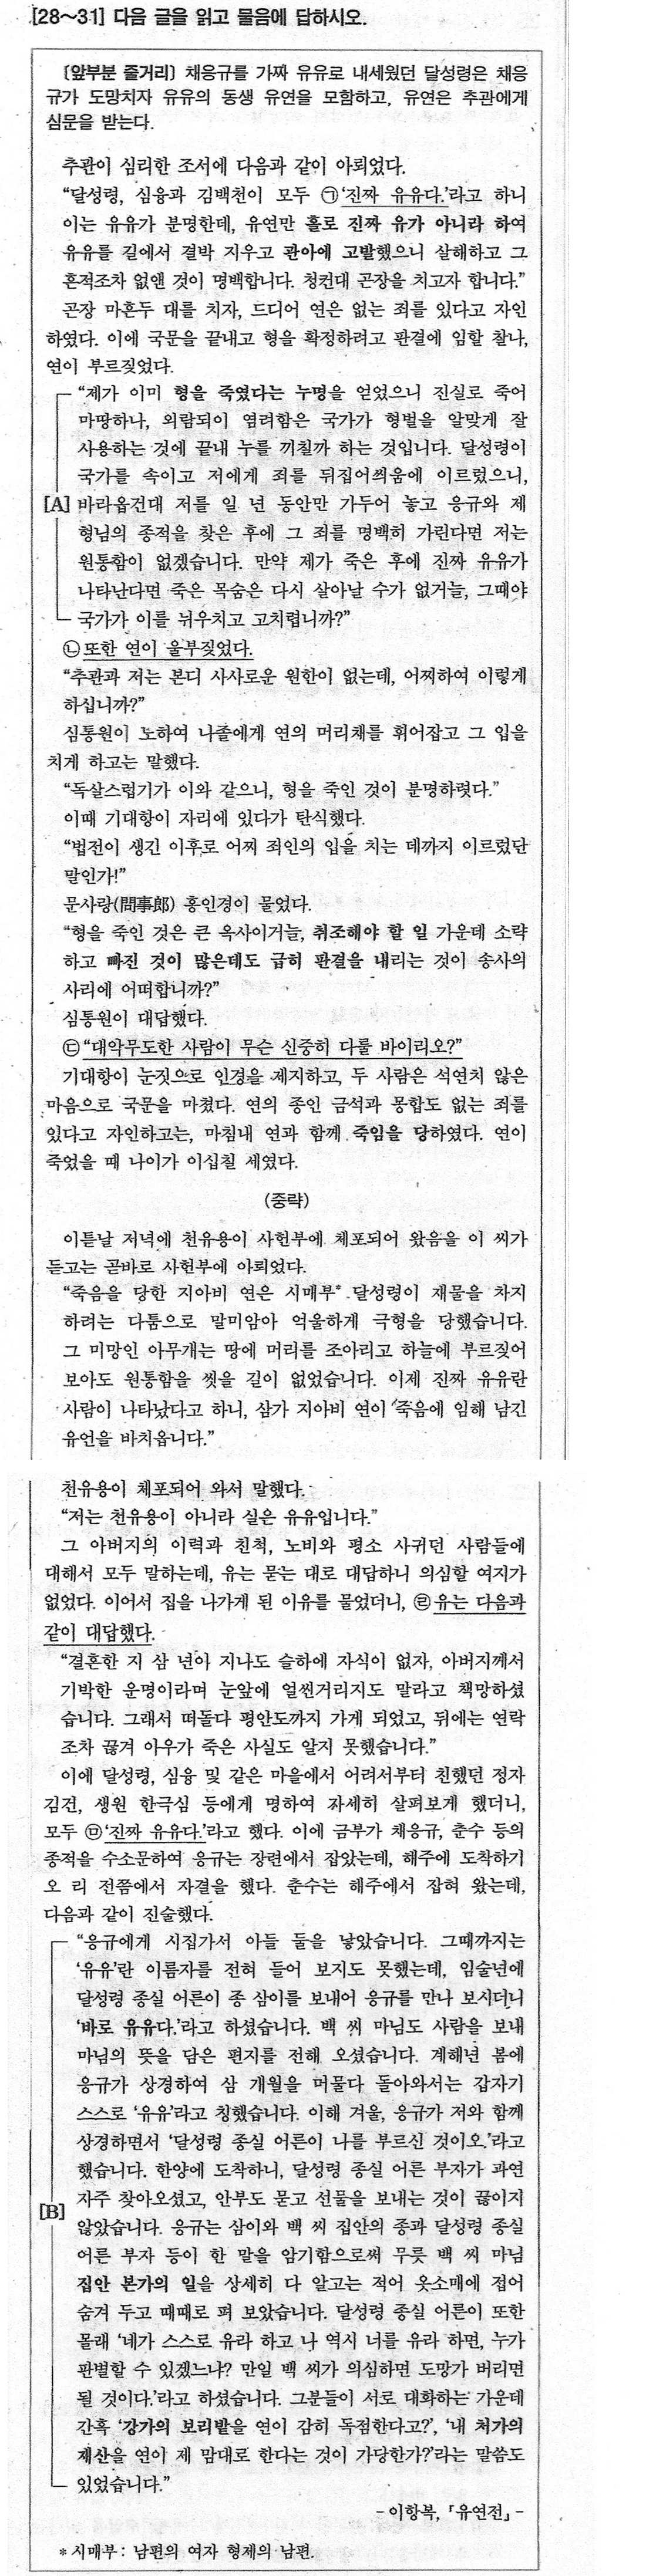 [28~31] 다음 글을 읽고 물음에 답하시오.
[앞부분 줄거리] 채응규를 가짜 유유로 내세웠던 달성령은 채응
규가 도망치자 유유의 동생 유연을 모함하고, 유연은 추관에게
심문을 받는다.
추관이 심리한 조서에 다음과 같이 아뢰었다.
“달성령, 심융과 김백천이 모두 ㉠‘진짜 유유다.’라고 하니
이는 유유가 분명한데, 유연만 홀로 진짜 유가 아니라 하여
유유를 길에서 결박 지우고 관아에 고발했으니 살해하고 그
흔적조차 없앤 것이 명백합니다. 청컨대 곤장을 치고자 합니다.”
곤장 마흔두 대를 치자, 드디어 연은 없는 죄를 있다고 자인
하였다. 이에 국문을 끝내고 형을 확정하려고 판결에 임할 찰나,
연이 부르짖었다.
“제가 이미 형을 죽였다는 누명을 얻었으니 진실로 죽어
마땅하나, 외람되이 염려함은 국가가 형벌을 알맞게 잘
사용하는 것에 끝내 누를 끼칠까 하는 것입니다. 달성령이
국가를 속이고 저에게 죄를 뒤집어씌움에 이르렀으니,
[A] 바라옵건대 저를 일 년 동안만 가두어 놓고 응규와 제
형님의 종적을 찾은 후에 그 죄를 명백히 가린다면 저는
원통함이 없겠습니다. 만약 제가 죽은 후에 진짜 유유가
나타난다면 죽은 목숨은 다시 살아날 수가 없거늘, 그때야
국가가 이를 뉘우치고 고치렵니까?”
㉡또한 연이 울부짖었다.
“추관과 저는 본디 사사로운 원한이 없는데, 어찌하여 이렇게
하십니까?”
심통원이 노하여 나졸에게 연의 머리채를 휘어잡고 그 입을
치게 하고는 말했다.
“독살스럽기가 이와 같으니, 형을 죽인 것이 분명하렷다.”
이때 기대항이 자리에 있다가 탄식했다.
“법전이 생긴 이후로 어찌 죄인의 입을 치는 데까지 이르렀단
말인가!”
문사랑(問事郎) 홍인경이 물었다.
“형을 죽인 것은 큰 옥사이거늘, 취조해야 할 일 가운데 소략
하고 빠진 것이 많은데도 급히 판결을 내리는 것이 송사의
사리에 어떠합니까?”
심통원이 대답했다.
㉢“대악무도한 사람이 무슨 신중히 다룰 바이리오?”
기대항이 눈짓으로 인경을 제지하고, 두 사람은 석연치 않은
마음으로 국문을 마쳤다. 연의 종인 금석과 몽합도 없는 죄를
있다고 자인하고는, 마침내 연과 함께 죽임을 당하였다. 연이
죽었을 때 나이가 이십칠 세였다.
(중략)
이튿날 저녁에 천유용이 사헌부에 체포되어 왔음을 이 씨가
듣고는 곧바로 사헌부에 아뢰었다.
“죽음을 당한 지아비 연은 시매부* 달성령이 재물을 차지
하려는 다툼으로 말미암아 억울하게 극형을 당했습니다.
그 미망인 아무개는 땅에 머리를 조아리고 하늘에 부르짖어
보아도 원통함을 씻을 길이 없었습니다. 이제 진짜 유유란
사람이 나타났다고 하니, 삼가 지아비 연이 죽음에 임해 남긴
유언을 바치옵니다.”
천유용이 체포되어 와서 말했다.
“저는 천유용이 아니라 실은 유유입니다.”
그 아버지의 이력과 친척, 노비와 평소 사귀던 사람들에
대해서 모두 말하는데, 유는 묻는 대로 대답하니 의심할 여지가
없었다. 이어서 집을 나가게 된 이유를 물었더니, ㉣유는 다음과
같이 대답했다.
“결혼한 지 삼 년이 지나도 슬하에 자식이 없자, 아버지께서
기박한 운명이라며 눈앞에 얼씬거리지도 말라고 책망하셨
습니다. 그래서 떠돌다 평안도까지 가게 되었고, 뒤에는 연락
조차 끊겨 아우가 죽은 사실도 알지 못했습니다.”
이에 달성령, 심융 및 같은 마을에서 어려서부터 친했던 정자
김건, 생원 한극심 등에게 명하여 자세히 살펴보게 했더니,
모두 ㉤‘진짜 유유다.’라고 했다. 이에 금부가 채응규, 춘수 등의
종적을 수소문하여 응규는 장련에서 잡았는데, 해주에 도착하기
오 리 전쯤에서 자결을 했다. 춘수는 해주에서 잡혀 왔는데,
다음과 같이 진술했다.
“응규에게 시집가서 아들 둘을 낳았습니다. 그때까지는
‘유유’란 이름자를 전혀 들어 보지도 못했는데, 임술년에
달성령 종실 어른이 종 삼이를 보내어 응규를 만나 보시더니
‘바로 유유다.’라고 하셨습니다. 백 씨 마님도 사람을 보내
마님의 뜻을 담은 편지를 전해 오셨습니다. 계해년 봄에
응규가 상경하여 삼 개월을 머물다 돌아와서는 갑자기
스스로 ‘유유’라고 칭했습니다. 이해 겨울, 응규가 저와 함께
상경하면서 ‘달성령 종실 어른이 나를 부르신 것이오.’라고
했습니다. 한양에 도착하니, 달성령 종실 어른 부자가 과연
[B] 자주 찾아오셨고, 안부도 묻고 선물을 보내는 것이 끊이지
않았습니다. 응규는 삼이와 백 씨 집안의 종과 달성령 종실
어른 부자 등이 한 말을 암기함으로써 무릇 백 씨 마님
집안 본가의 일을 상세히 다 알고는 적어 옷소매에 접어
숨겨 두고 때때로 펴 보았습니다. 달성령 종실 어른이 또한
몰래 ‘네가 스스로 유라 하고 나 역시 너를 유라 하면, 누가
판별할 수 있겠느냐? 만일 백 씨가 의심하면 도망가 버리면
될 것이다.’라고 하셨습니다. 그분들이 서로 대화하는 가운데
간혹 ‘강가의 보리밭을 연이 감히 독점한다고?’, ‘내 처가의
재산을 연이 제 맘대로 한다는 것이 가당한가?’라는 말씀도
있었습니다.”
- 이항복, 「유연전」 -
* 시매부 : 남편의 여자 형제의 남편.